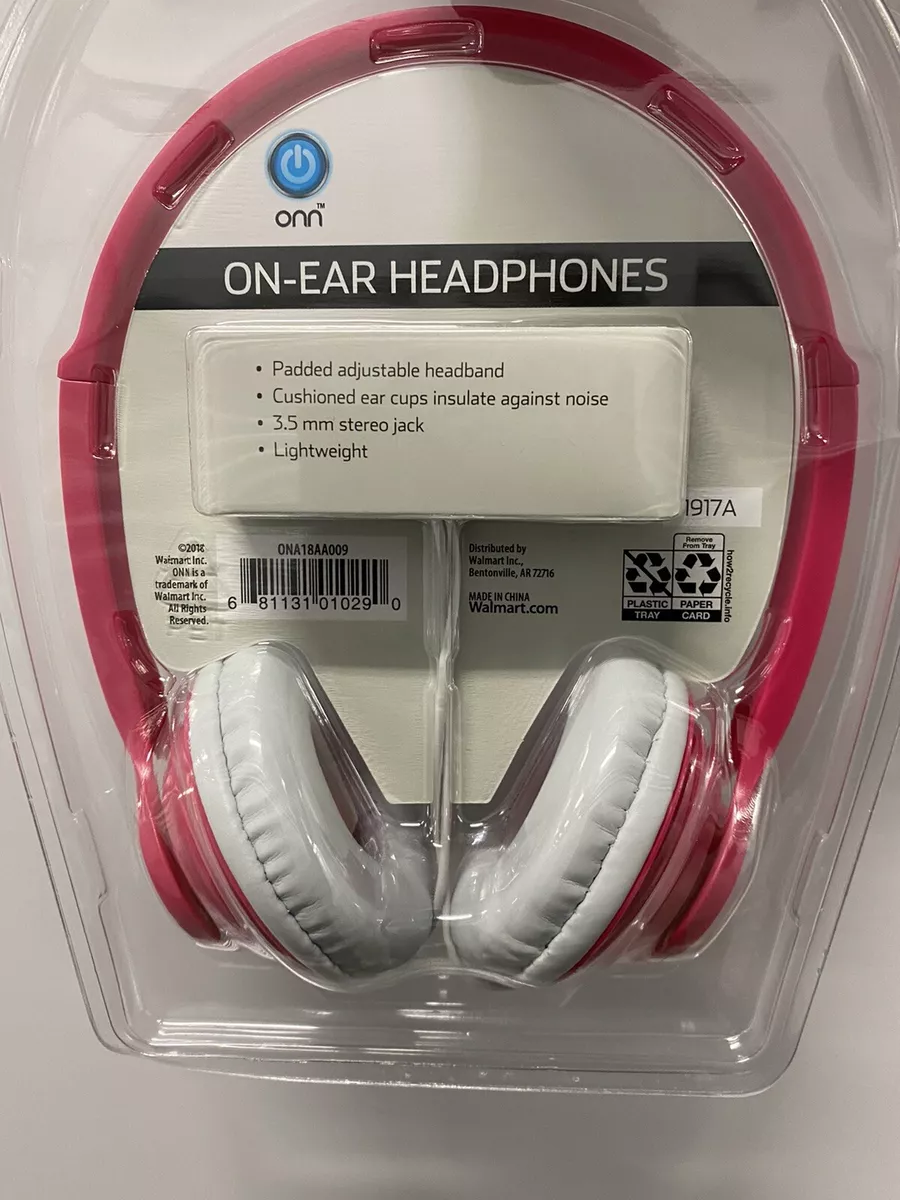 onn™
ON-EAR HEADPHONES
• Padded adjustable headband
• Cushioned ear cups insulate against noise
• 3.5 mm stereo jack
• Lightweight
1917A
©2018
Walmart Inc.
ONN is a
trademark of
Walmart Inc.
All Rights
Reserved.
ONA18AA009
6 81131 01029 0
Distributed by
Walmart Inc.,
Bentonville, AR 72716
MADE IN CHINA
Walmart.com
Remove
From Tray
PLASTIC PAPER
TRAY CARD
how2recycle.info